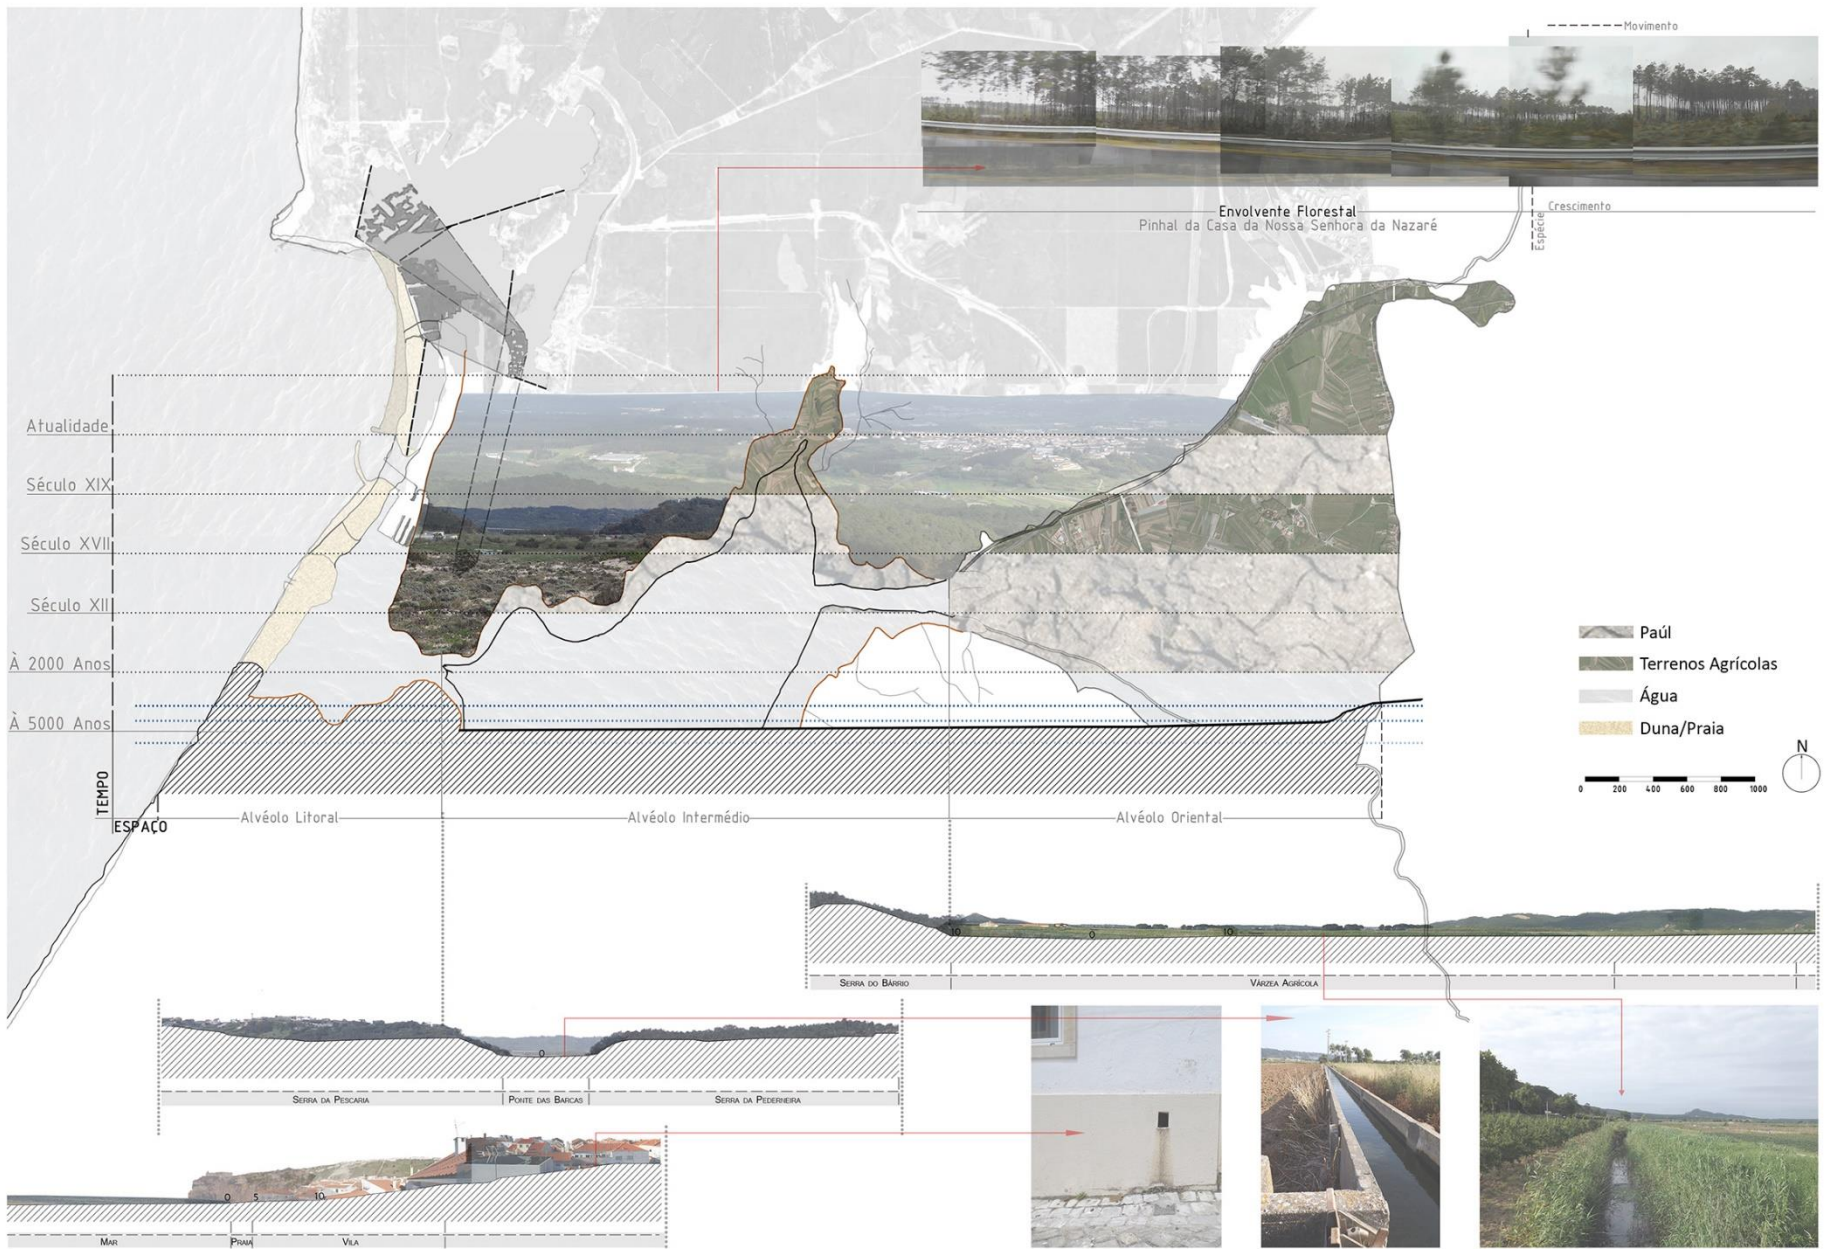 Movimento
Crescimento
Espécie
Envolvente Florestal
Pinhal da Casa da Nossa Senhora da Nazaré
Atualidade
Século XIX
Século XVII
Século XII
À 2000 Anos
À 5000 Anos
TEMPO
ESPAÇO
Alvéolo Litoral
Alvéolo Intermédio
Alvéolo Oriental
Paúl
Terrenos Agrícolas
Água
Duna/Praia
N
0 200 400 600 800 1000
10 0 10
Serra do Bárrio
Várzea Agrícola
0
Serra da Pescaria
Ponte das Barcas
Serra da Pederneira
0 5 10
Mar
Praia
Vila